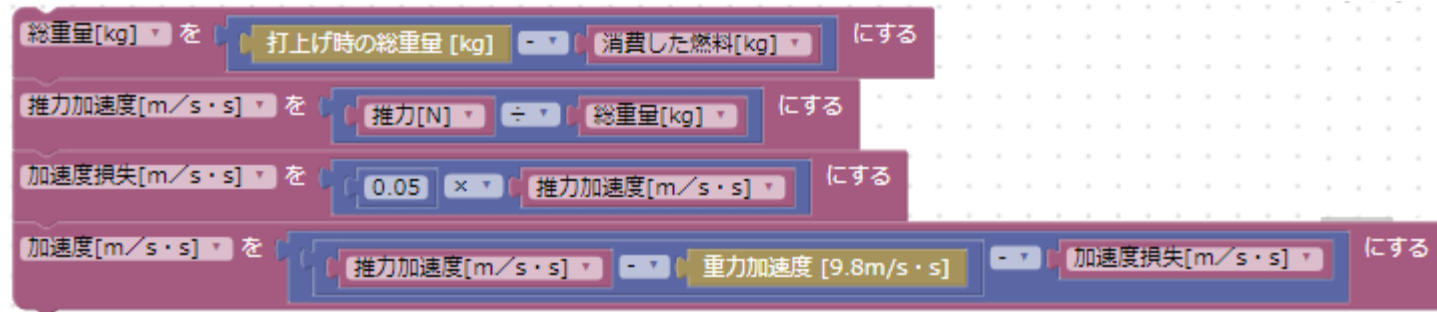 総重量[kg] を 打上げ時の総重量 [kg] - 消費した燃料[kg] にする
推力加速度[m／s・s] を 推力[N] ÷ 総重量[kg] にする
加速度損失[m／s・s] を 0.05 × 推力加速度[m／s・s] にする
加速度[m／s・s] を 推力加速度[m／s・s] - 重力加速度 [9.8m/s・s] - 加速度損失[m／s・s] にする